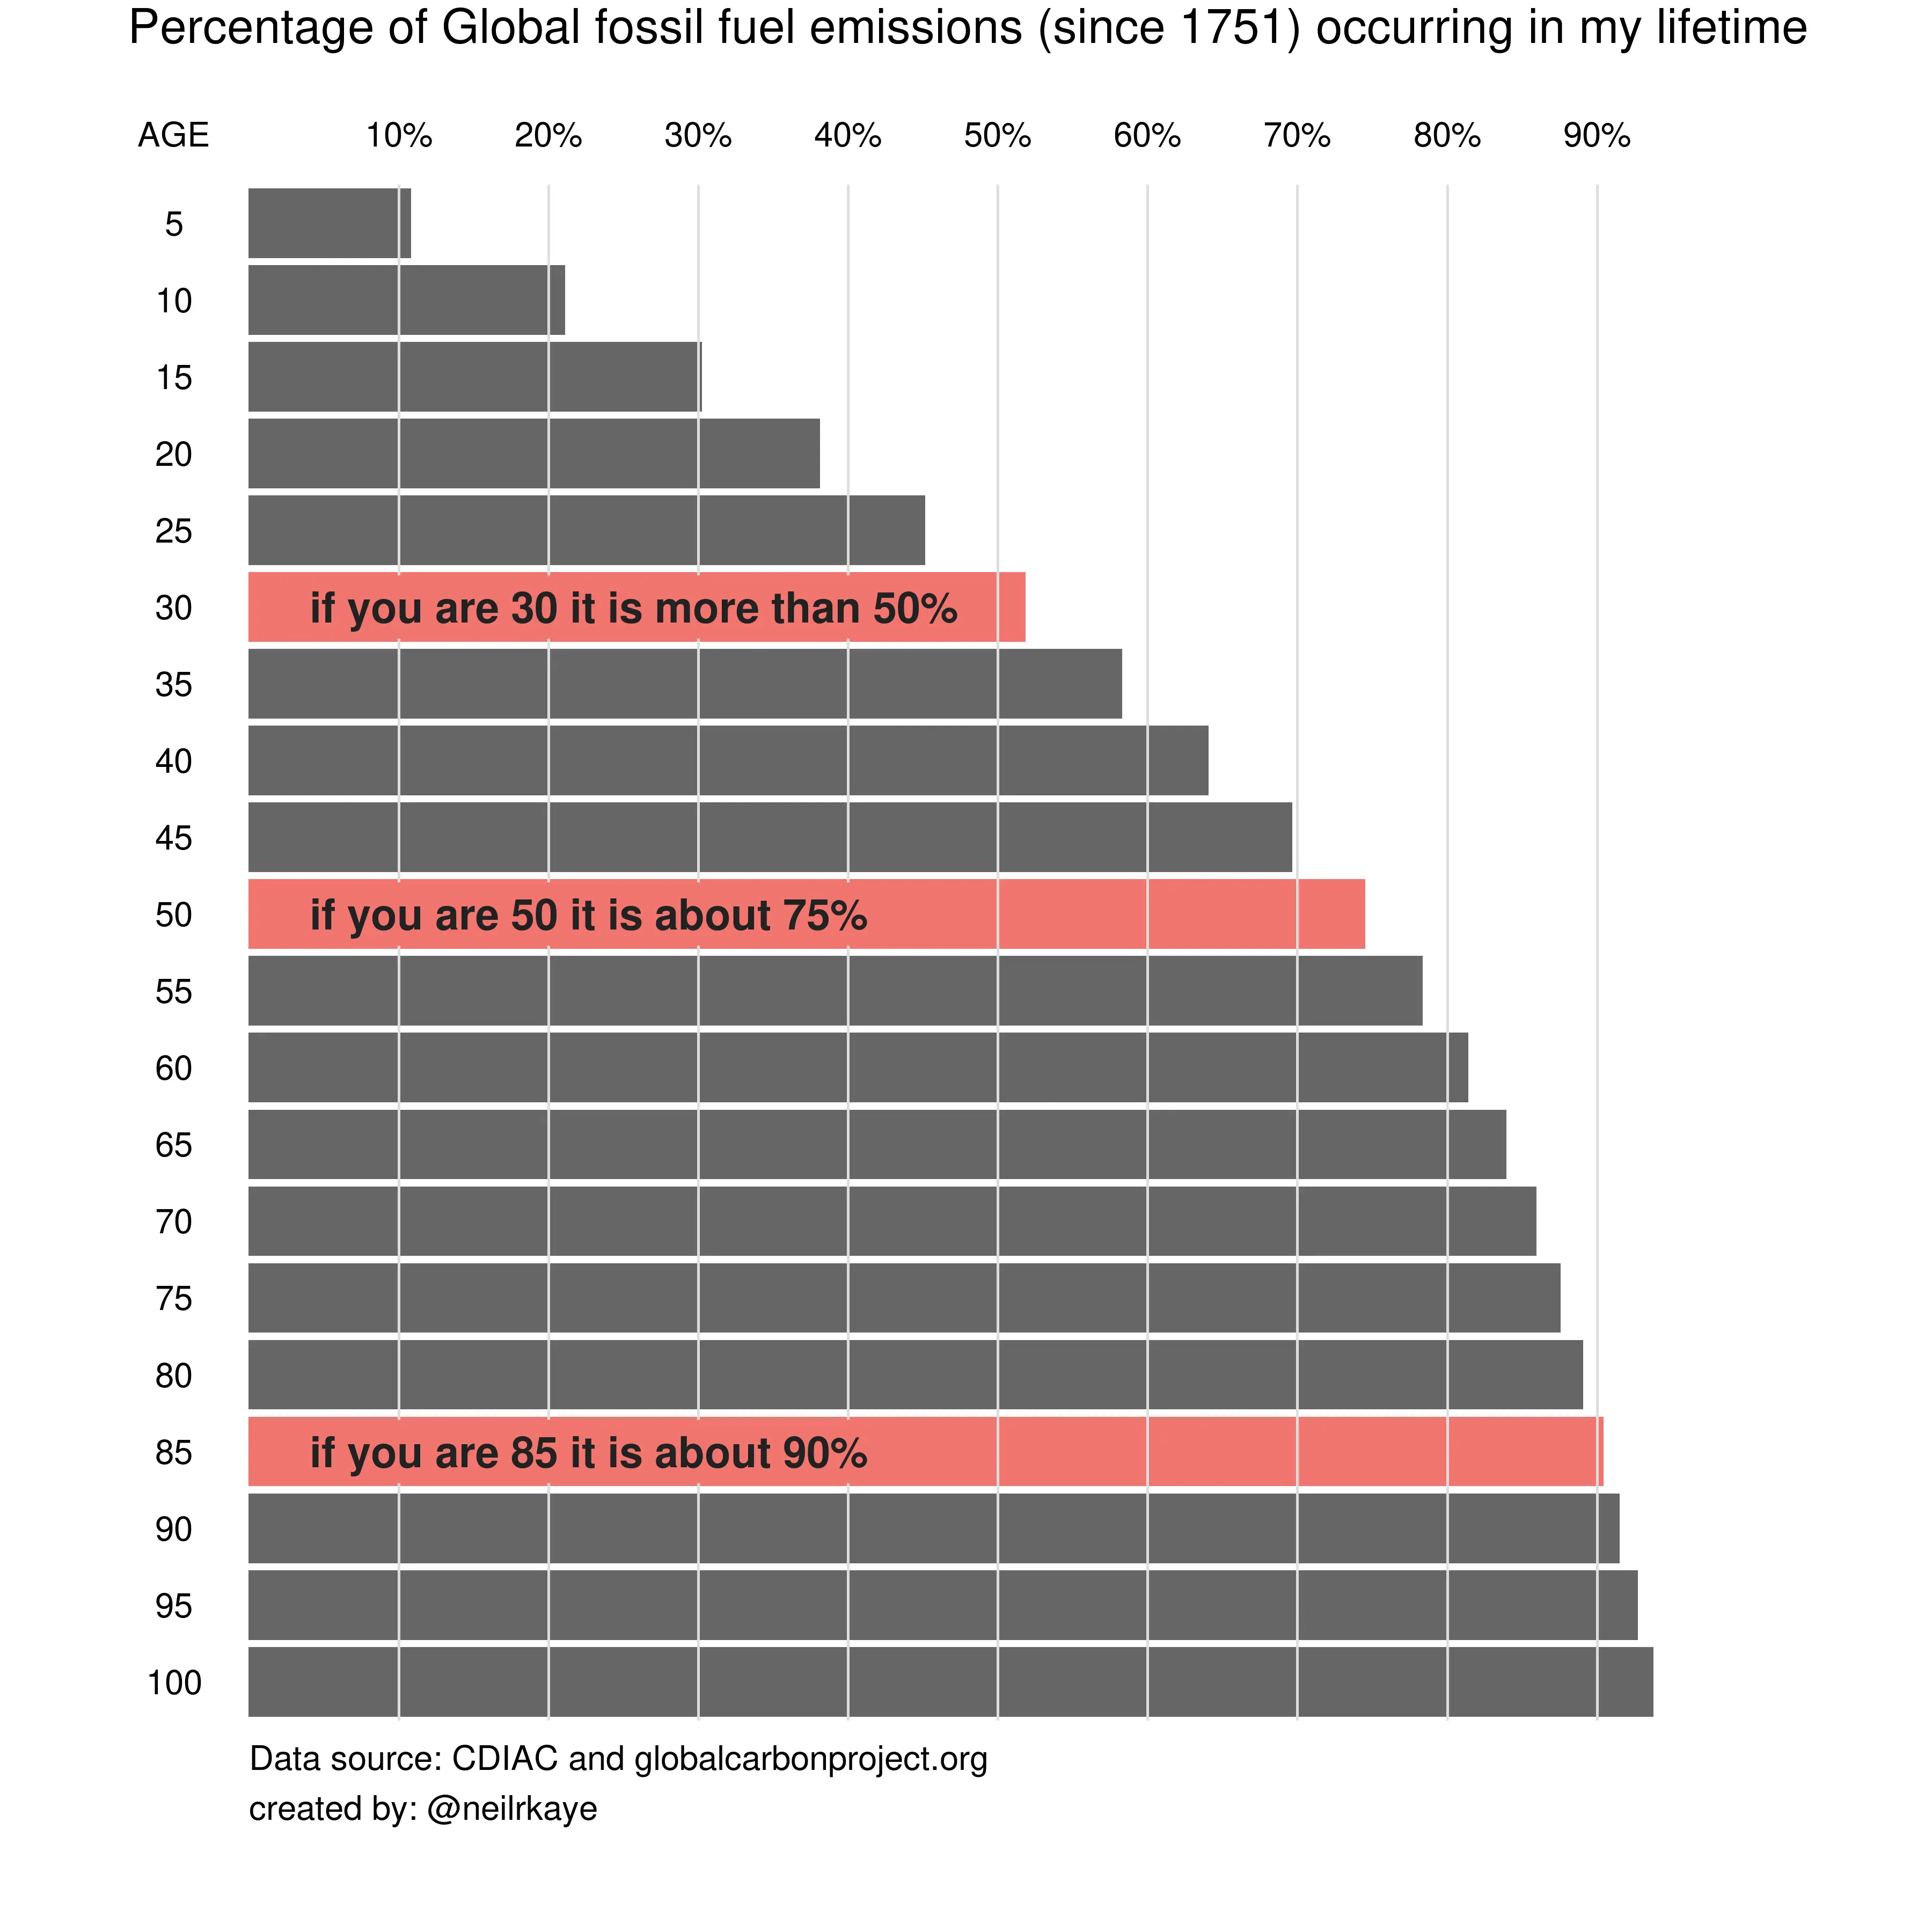 Percentage of Global fossil fuel emissions (since 1751) occurring in my lifetime
AGE 10% 20% 30% 40% 50% 60% 70% 80% 90%
5
10
15
20
25
30 if you are 30 it is more than 50%
35
40
45
50 if you are 50 it is about 75%
55
60
65
70
75
80
85 if you are 85 it is about 90%
90
95
100
Data source: CDIAC and globalcarbonproject.org
created by: @neilrkaye